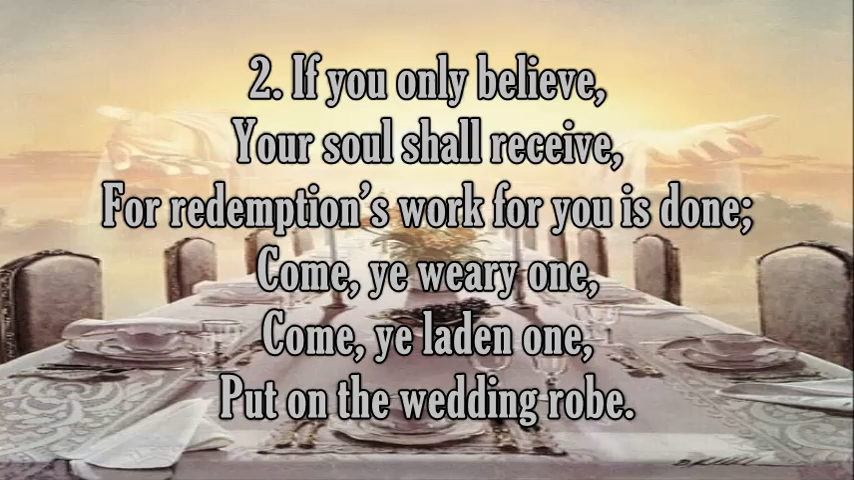 2. If you only believe,
Your soul shall receive,
For redemption's work for you is done;
Come, ye weary one,
Come, ye laden one,
Put on the wedding robe.